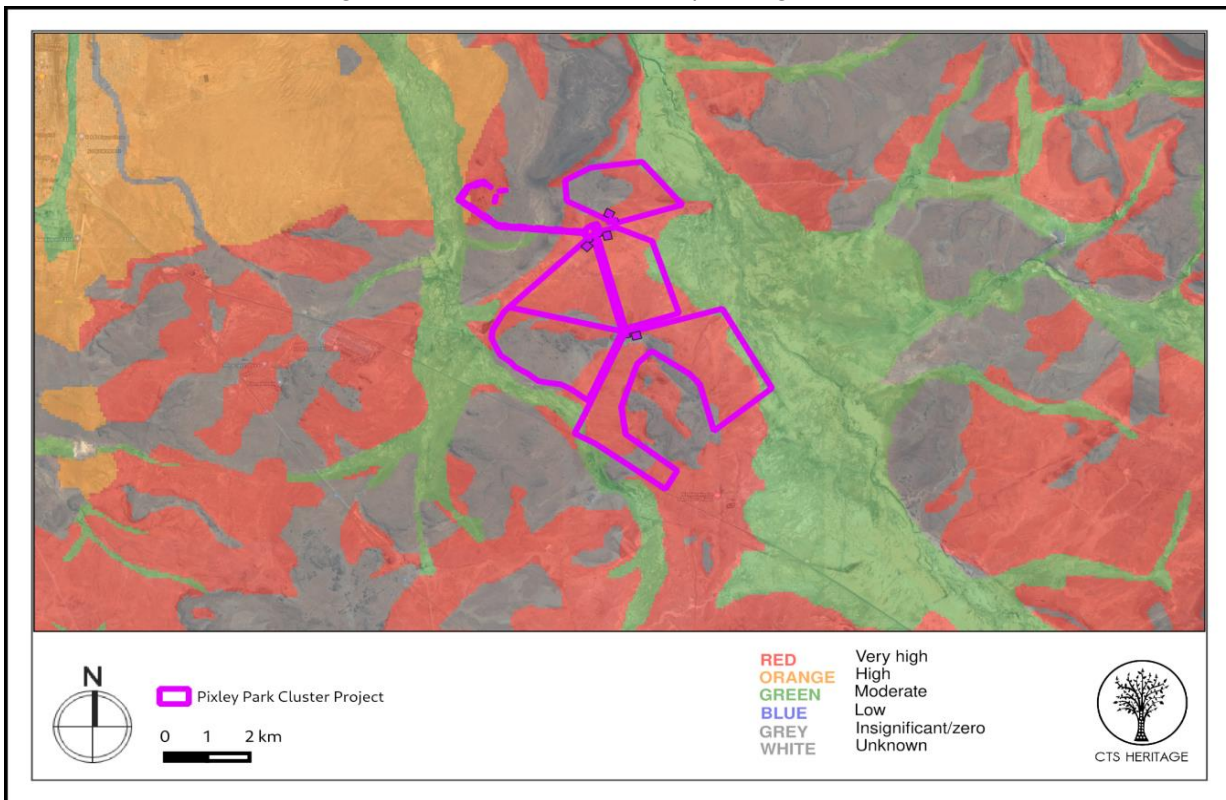 N
Pixley Park Cluster Project
0 1 2 km
RED Very high
ORANGE High
GREEN Moderate
BLUE Low
GREY Insignificant/zero
WHITE Unknown
CTS HERITAGE